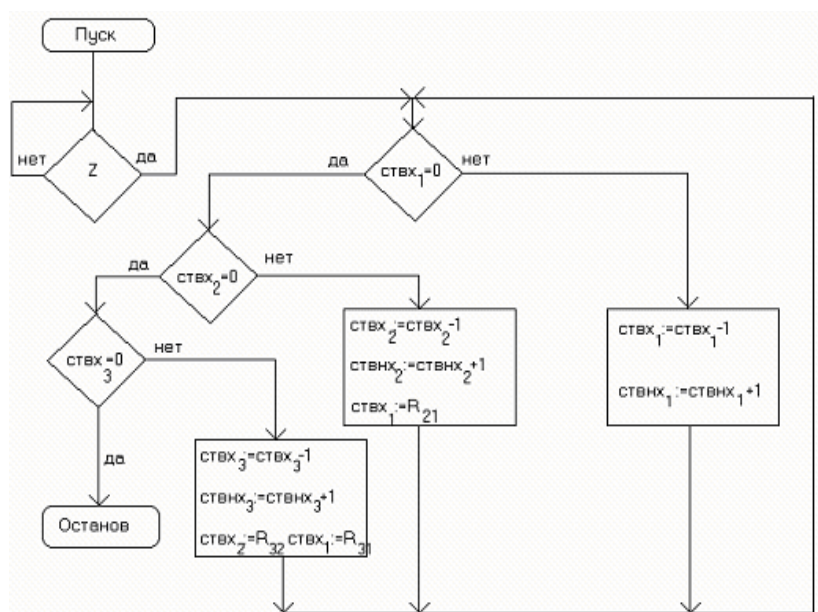 Пуск
нет
Z
да
да
ствх₁=0
нет
да
ствх₂=0
нет
ствх₃=0
нет
да
ствх₂:=ствх₂-1
ствнх₂:=ствнх₂+1
ствх₁:=R₂₁
ствх₁:=ствх₁-1
ствнх₁:=ствнх₁+1
ствх₃:=ствх₃-1
ствнх₃:=ствнх₃+1
ствх₂:=R₃₂ ствх₁:=R₃₁
Останов